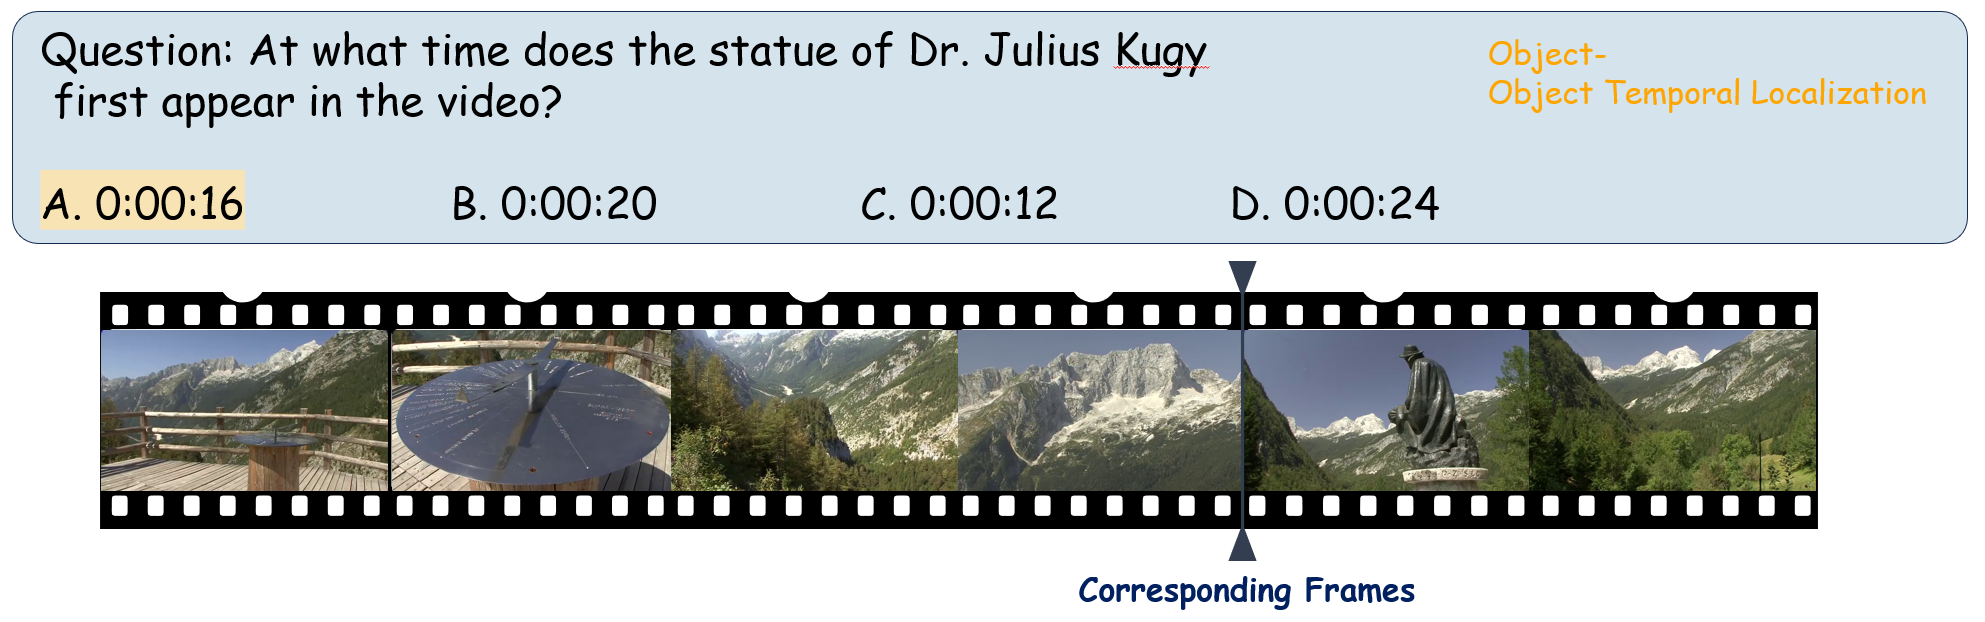 Question: At what time does the statue of Dr. Julius Kugy
first appear in the video?
Object-
Object Temporal Localization
A. 0:00:16 B. 0:00:20 C. 0:00:12 D. 0:00:24
Corresponding Frames